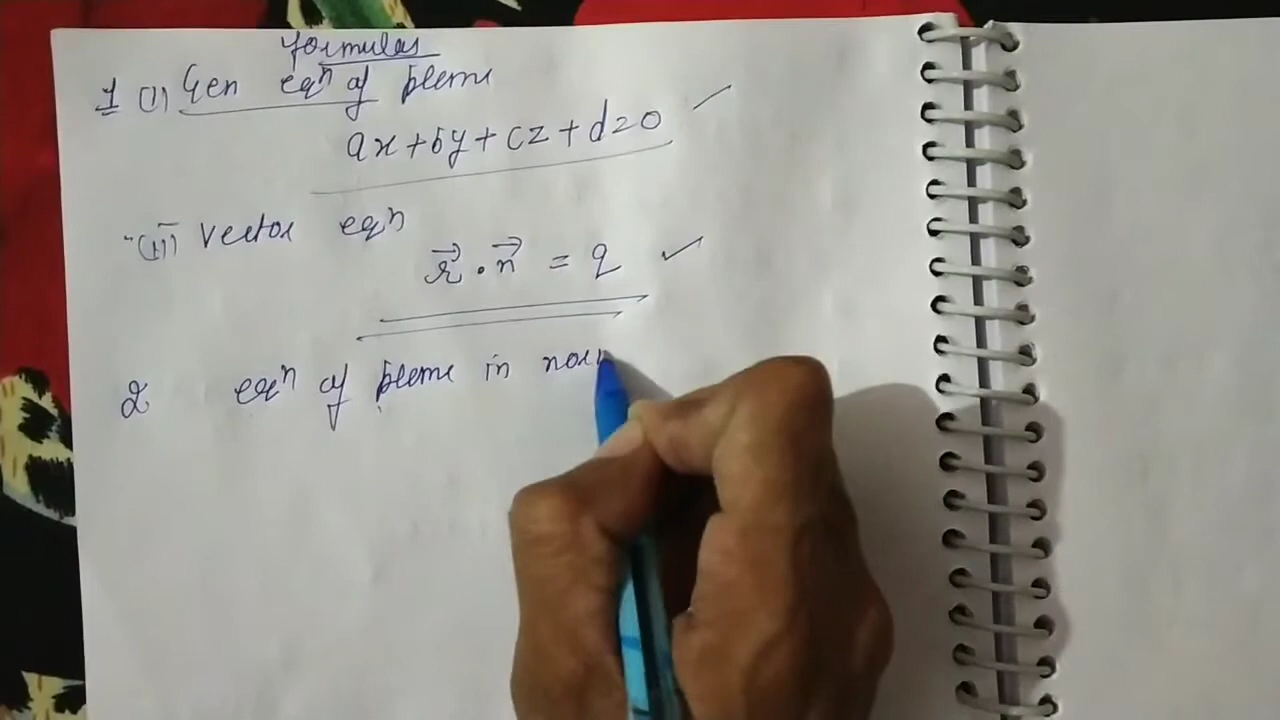 formulas
1 (i) Gen eqⁿ of plane
ax + by + cz + d = 0
(ii) Vector eqⁿ
r⃗ . n⃗ = q
2 eqⁿ of plane in nor